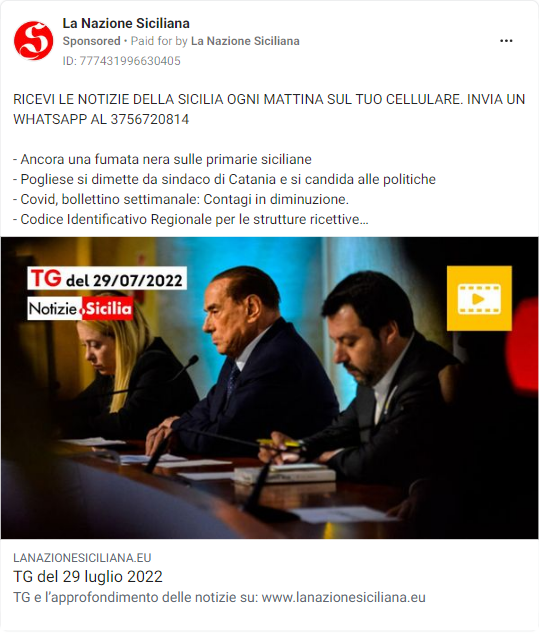 La Nazione Siciliana
Sponsored • Paid for by La Nazione Siciliana
ID: 777431996630405
RICEVI LE NOTIZIE DELLA SICILIA OGNI MATTINA SUL TUO CELLULARE. INVIA UN
WHATSAPP AL 3756720814
- Ancora una fumata nera sulle primarie siciliane
- Pogliese si dimette da sindaco di Catania e si candida alle politiche
- Covid, bollettino settimanale: Contagi in diminuzione.
- Codice Identificativo Regionale per le strutture ricettive...
TG del 29/07/2022
Notizie Sicilia
LANAZIONESICILIANA.EU
TG del 29 luglio 2022
TG e l'approfondimento delle notizie su: www.lanazionesiciliana.eu